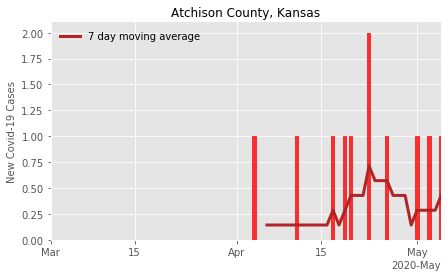 Atchison County, Kansas
7 day moving average
New Covid-19 Cases
2.00
1.75
1.50
1.25
1.00
0.75
0.50
0.25
0.00
Mar
15
Apr
15
May
2020-May